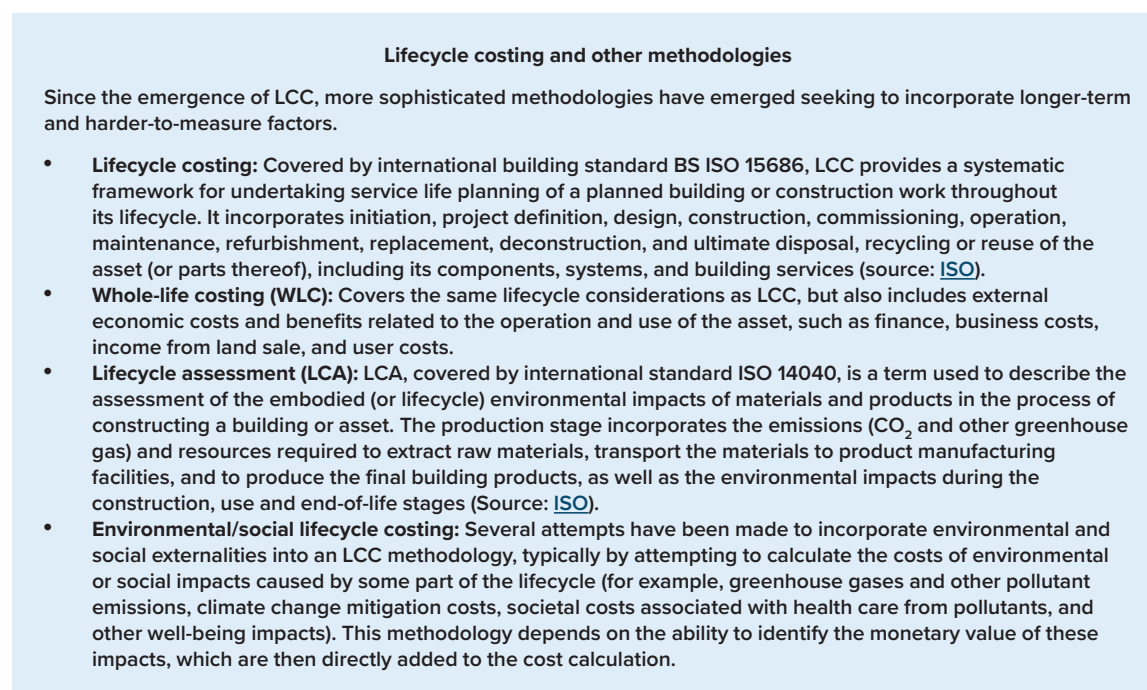 Lifecycle costing and other methodologies
Since the emergence of LCC, more sophisticated methodologies have emerged seeking to incorporate longer-term
and harder-to-measure factors.
• Lifecycle costing: Covered by international building standard BS ISO 15686, LCC provides a systematic
framework for undertaking service life planning of a planned building or construction work throughout
its lifecycle. It incorporates initiation, project definition, design, construction, commissioning, operation,
maintenance, refurbishment, replacement, deconstruction, and ultimate disposal, recycling or reuse of the
asset (or parts thereof), including its components, systems, and building services (source: ISO).
• Whole-life costing (WLC): Covers the same lifecycle considerations as LCC, but also includes external
economic costs and benefits related to the operation and use of the asset, such as finance, business costs,
income from land sale, and user costs.
• Lifecycle assessment (LCA): LCA, covered by international standard ISO 14040, is a term used to describe the
assessment of the embodied (or lifecycle) environmental impacts of materials and products in the process of
constructing a building or asset. The production stage incorporates the emissions (CO₂ and other greenhouse
gas) and resources required to extract raw materials, transport the materials to product manufacturing
facilities, and to produce the final building products, as well as the environmental impacts during the
construction, use and end-of-life stages (Source: ISO).
• Environmental/social lifecycle costing: Several attempts have been made to incorporate environmental and
social externalities into an LCC methodology, typically by attempting to calculate the costs of environmental
or social impacts caused by some part of the lifecycle (for example, greenhouse gases and other pollutant
emissions, climate change mitigation costs, societal costs associated with health care from pollutants, and
other well-being impacts). This methodology depends on the ability to identify the monetary value of these
impacts, which are then directly added to the cost calculation.